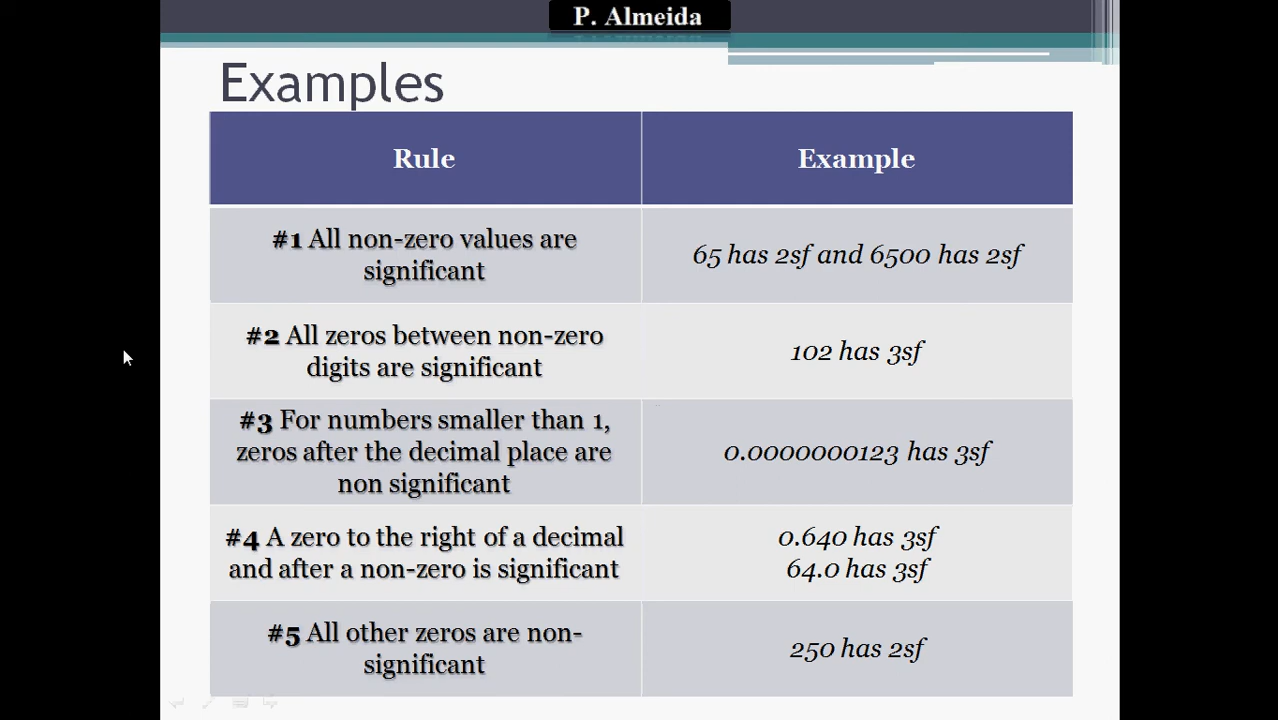 P. Almeida
Examples
Rule
Example
#1 All non-zero values are
significant
65 has 2sf and 6500 has 2sf
#2 All zeros between non-zero
digits are significant
102 has 3sf
#3 For numbers smaller than 1,
zeros after the decimal place are
non significant
0.0000000123 has 3sf
#4 A zero to the right of a decimal
and after a non-zero is significant
0.640 has 3sf
64.0 has 3sf
#5 All other zeros are non-
significant
250 has 2sf